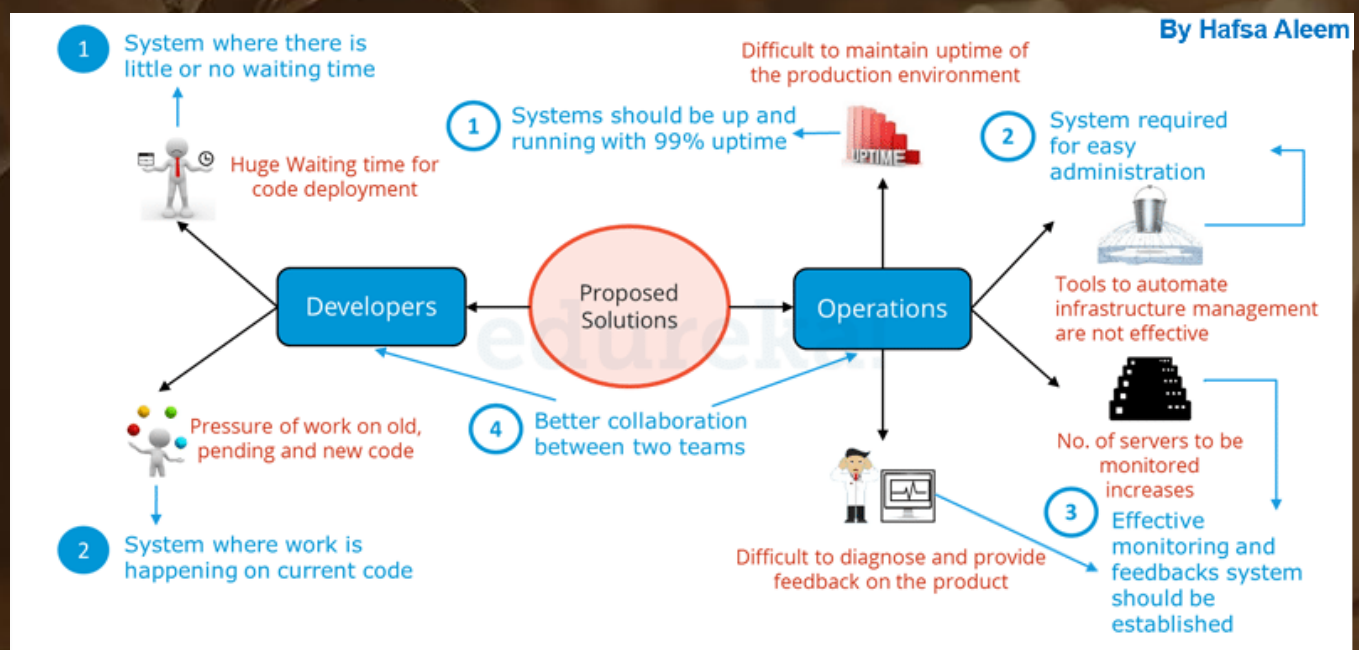 By Hafsa Aleem
1
System where there is
little or no waiting time
Huge Waiting time for
code deployment
Difficult to maintain uptime of
the production environment
1
Systems should be up and
running with 99% uptime
UPTIME
2
System required
for easy
administration
Tools to automate
infrastructure management
are not effective
Developers
Proposed
Solutions
Operations
edureka!
Pressure of work on old,
pending and new code
4
Better collaboration
between two teams
No. of servers to be
monitored
increases
2
System where work is
happening on current code
Difficult to diagnose and provide
feedback on the product
3
Effective
monitoring and
feedbacks system
should be
established